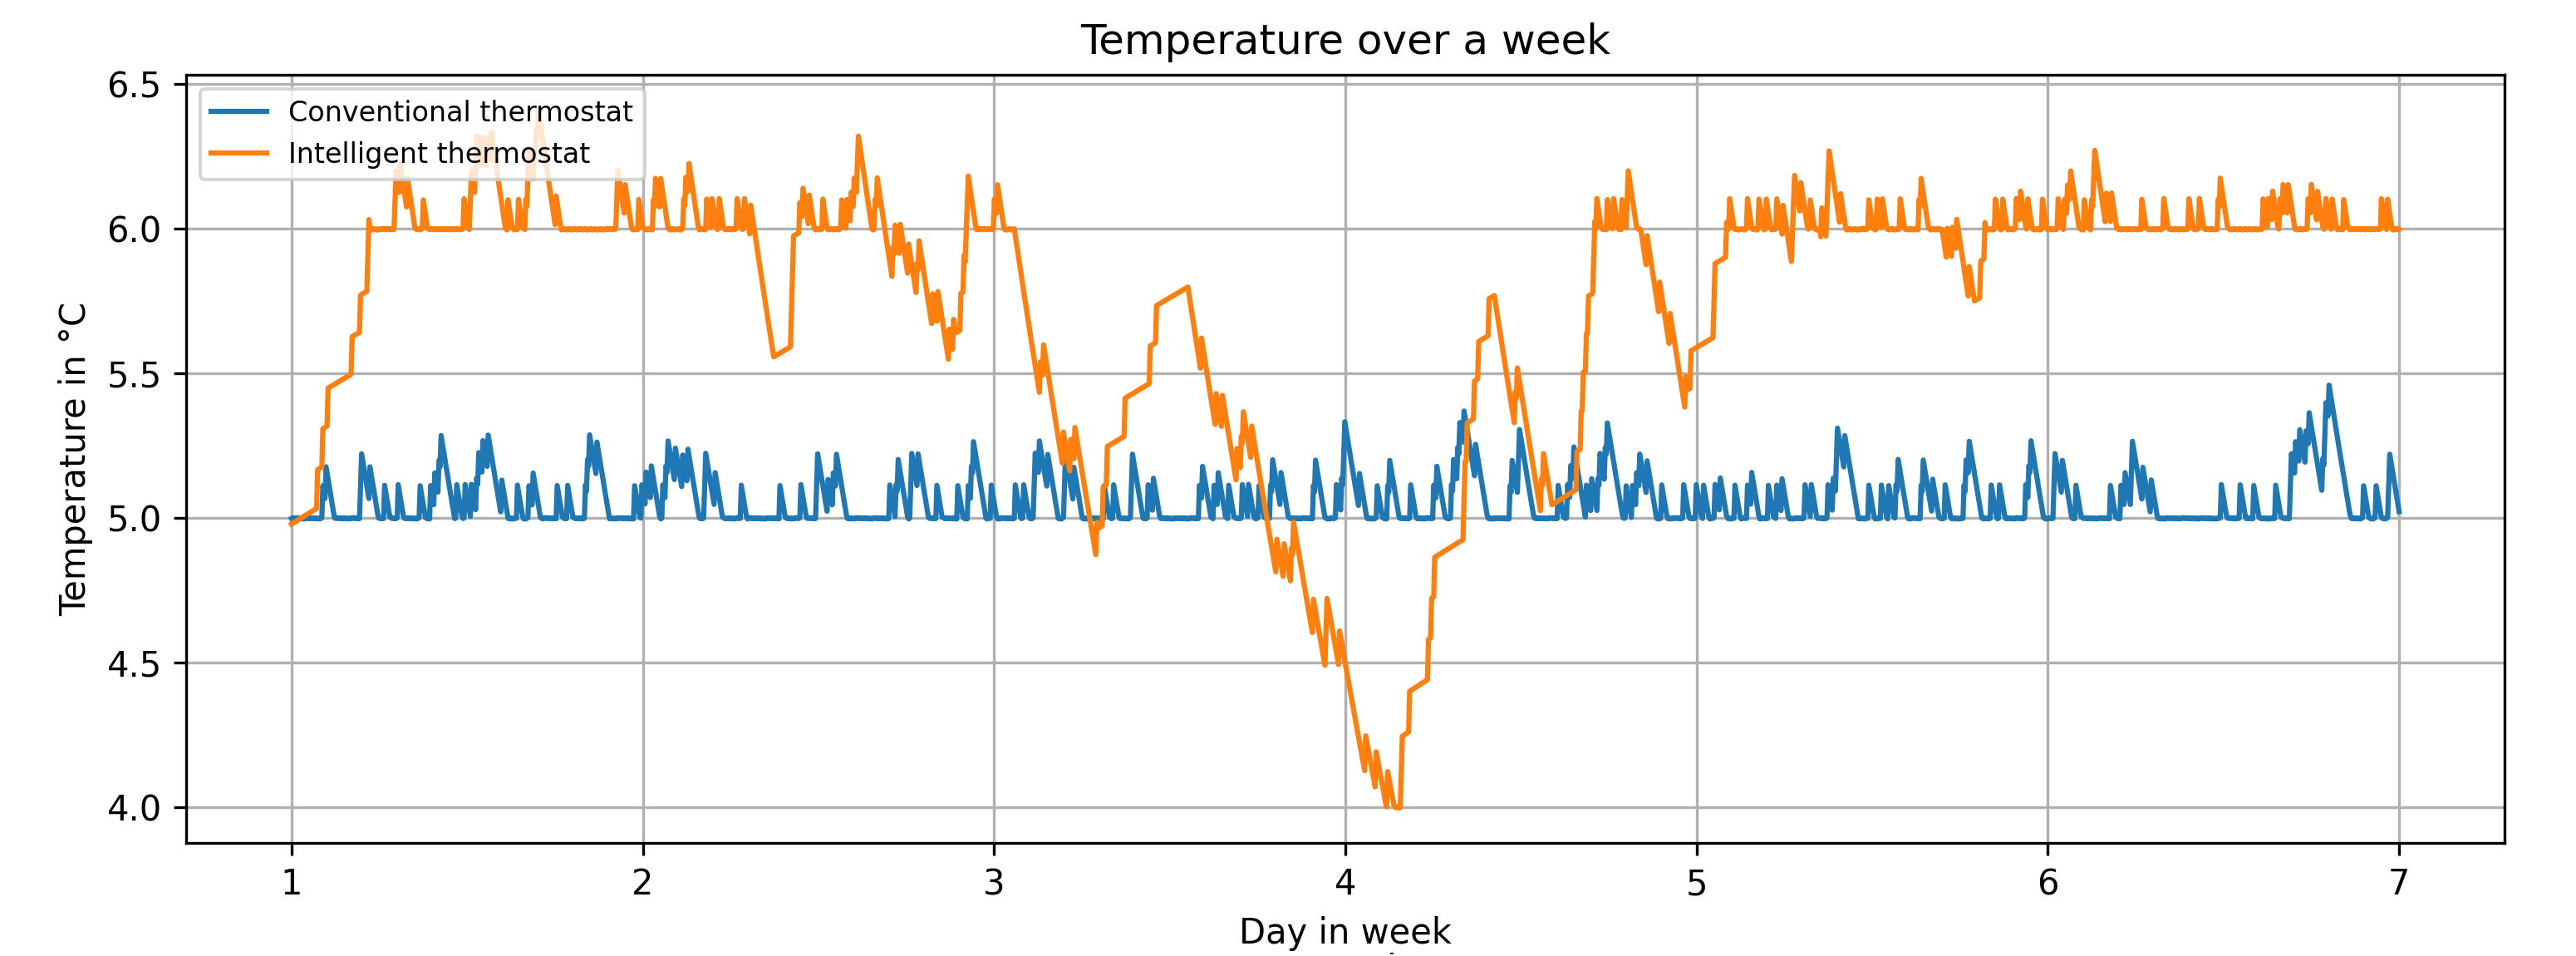 Temperature over a week
6.5
6.0
5.5
5.0
4.5
4.0
Temperature in °C
Conventional thermostat
Intelligent thermostat
1 2 3 4 5 6 7
Day in week